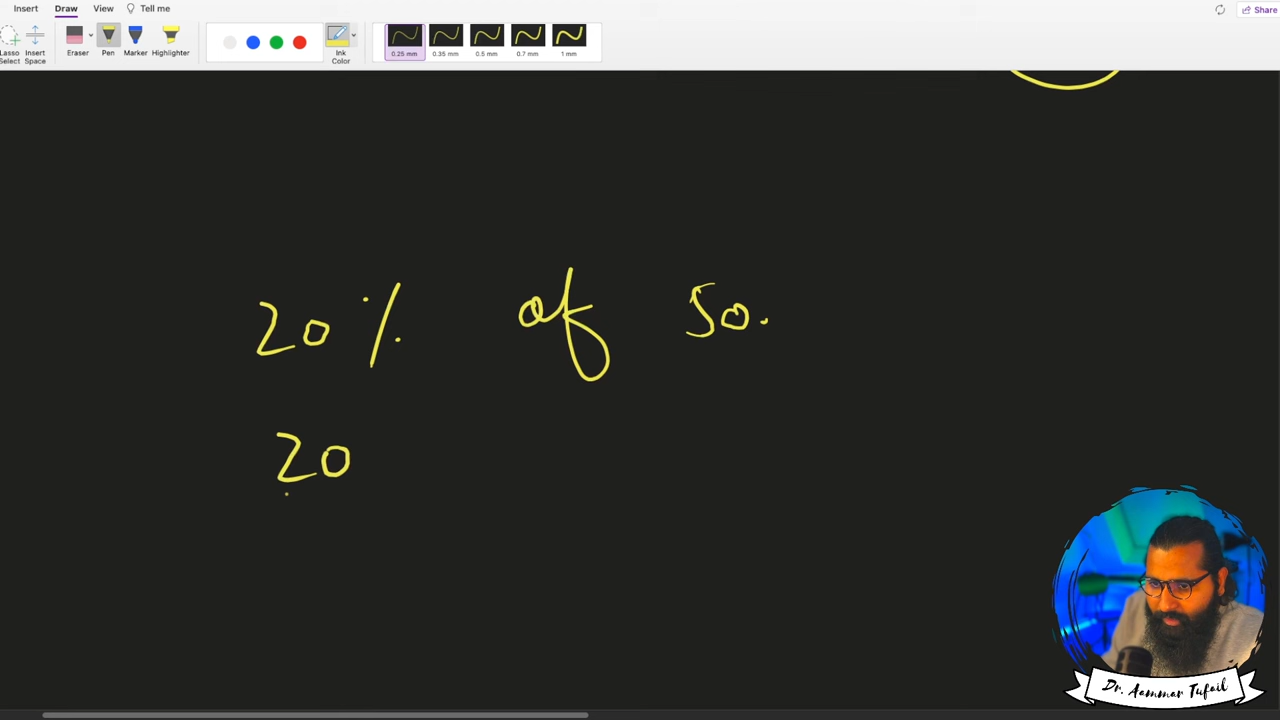 Insert Draw View Tell me Share
Lasso Select Insert Space Eraser Pen Marker Highlighter Ink Color 0.25 mm 0.35 mm 0.5 mm 0.7 mm 1 mm
20% of 50.
20
Dr. Aammar Tufail